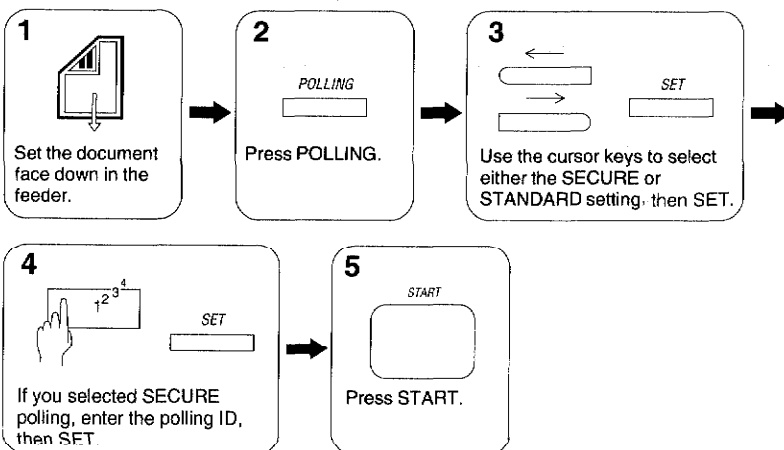 1
Set the document
face down in the
feeder.
2
POLLING
Press POLLING.
3
SET
Use the cursor keys to select
either the SECURE or
STANDARD setting, then SET.
4
1 2 3 4
SET
If you selected SECURE
polling, enter the polling ID,
then SET.
5
START
Press START.